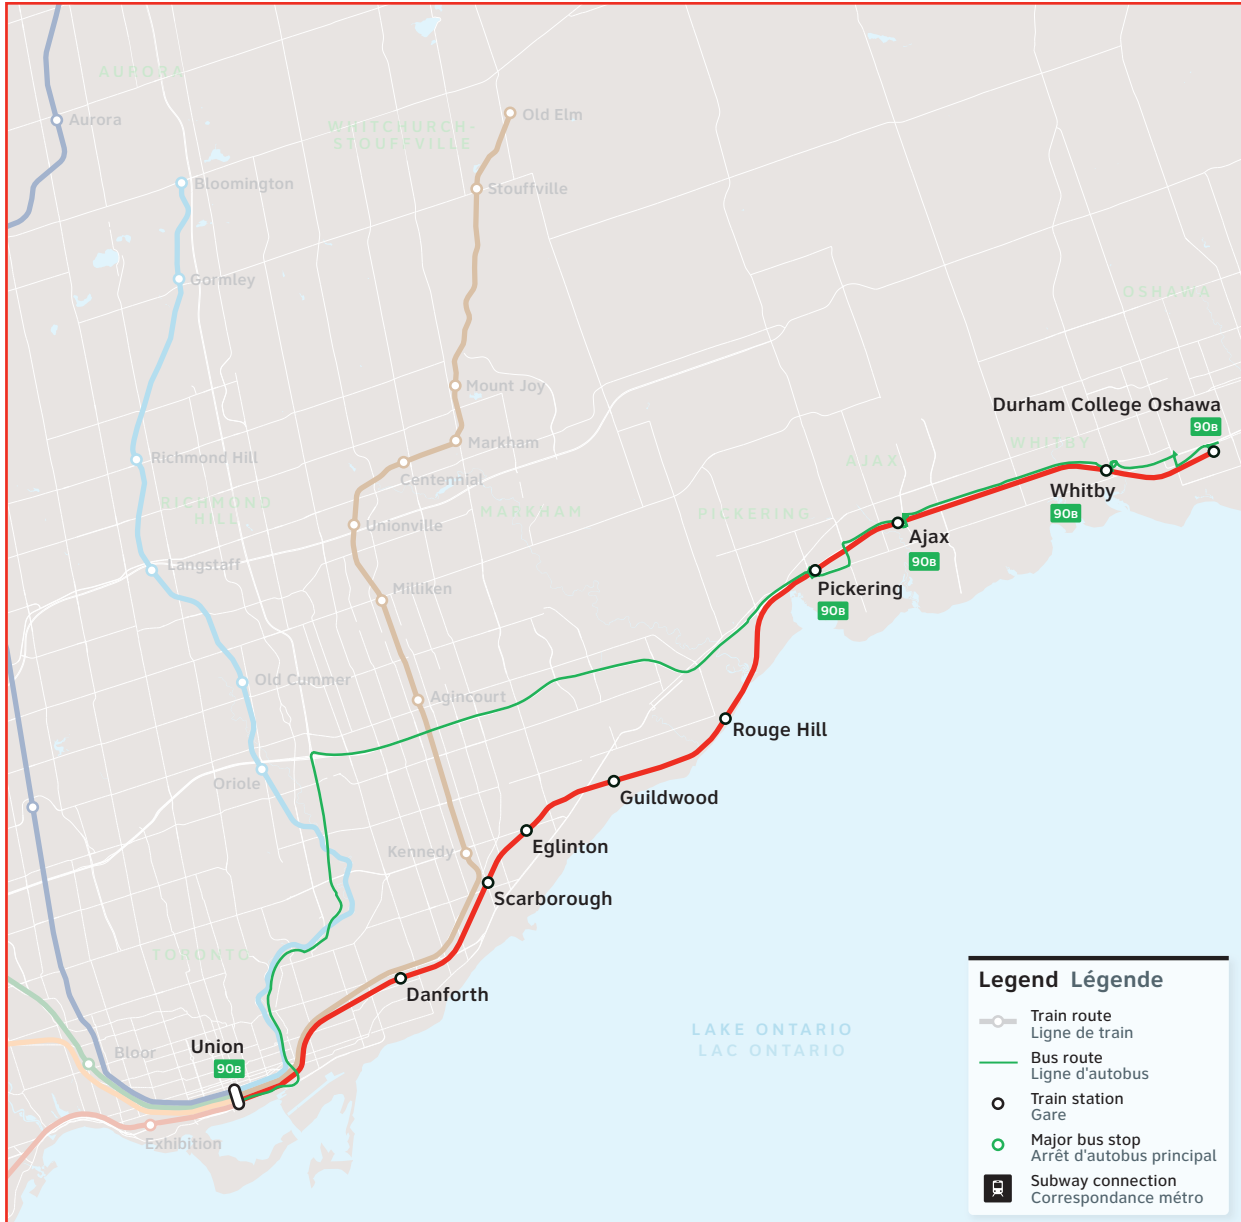 AURORA
Aurora
WHITCHURCH-
STOUFFVILLE
Old Elm
Bloomington
Stouffville
Gormley
OSHAWA
Mount Joy
Durham College Oshawa
90B
Markham
WHITBY
Richmond Hill
AJAX
Centennial
Whitby
90B
RICHMOND
HILL
MARKHAM
PICKERING
Unionville
Ajax
90B
Langstaff
Milliken
Pickering
90B
Old Cummer
Agincourt
Rouge Hill
Oriole
Guildwood
Kennedy
Eglinton
Scarborough
TORONTO
Danforth
LAKE ONTARIO
LAC ONTARIO
Union
90B
Bloor
Exhibition
Legend Légende
Train route
Ligne de train
Bus route
Ligne d'autobus
Train station
Gare
Major bus stop
Arrêt d'autobus principal
Subway connection
Correspondance métro